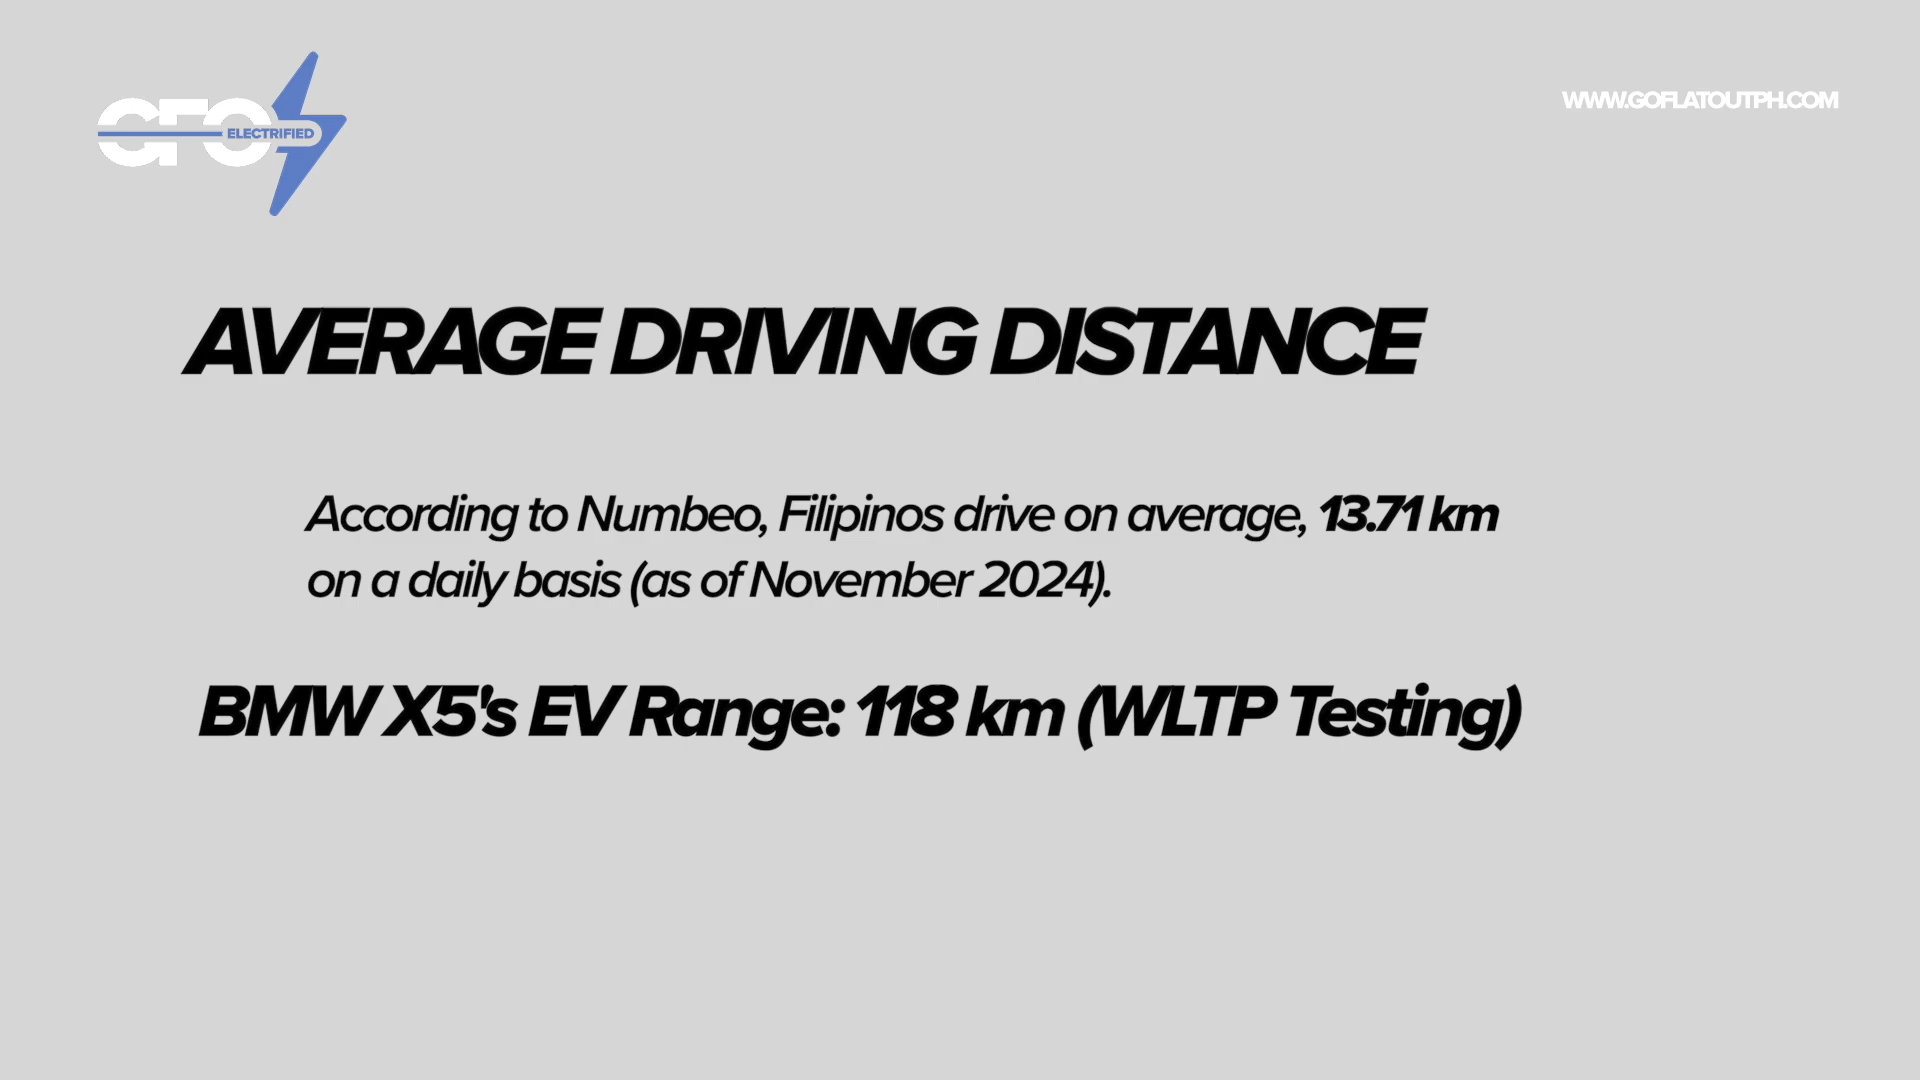 GFO
ELECTRIFIED
WWW.GOFLATOUTPH.COM
AVERAGE DRIVING DISTANCE
According to Numbeo, Filipinos drive on average, 13.71 km
on a daily basis (as of November 2024).
BMW X5's EV Range: 118 km (WLTP Testing)